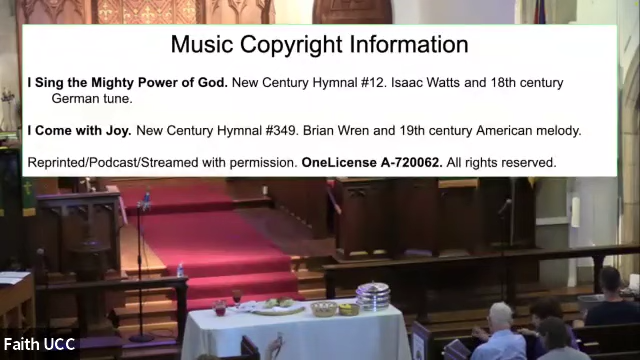 Music Copyright Information
I Sing the Mighty Power of God. New Century Hymnal #12. Isaac Watts and 18th century
German tune.
I Come with Joy. New Century Hymnal #349. Brian Wren and 19th century American melody.
Reprinted/Podcast/Streamed with permission. OneLicense A-720062. All rights reserved.
Faith UCC